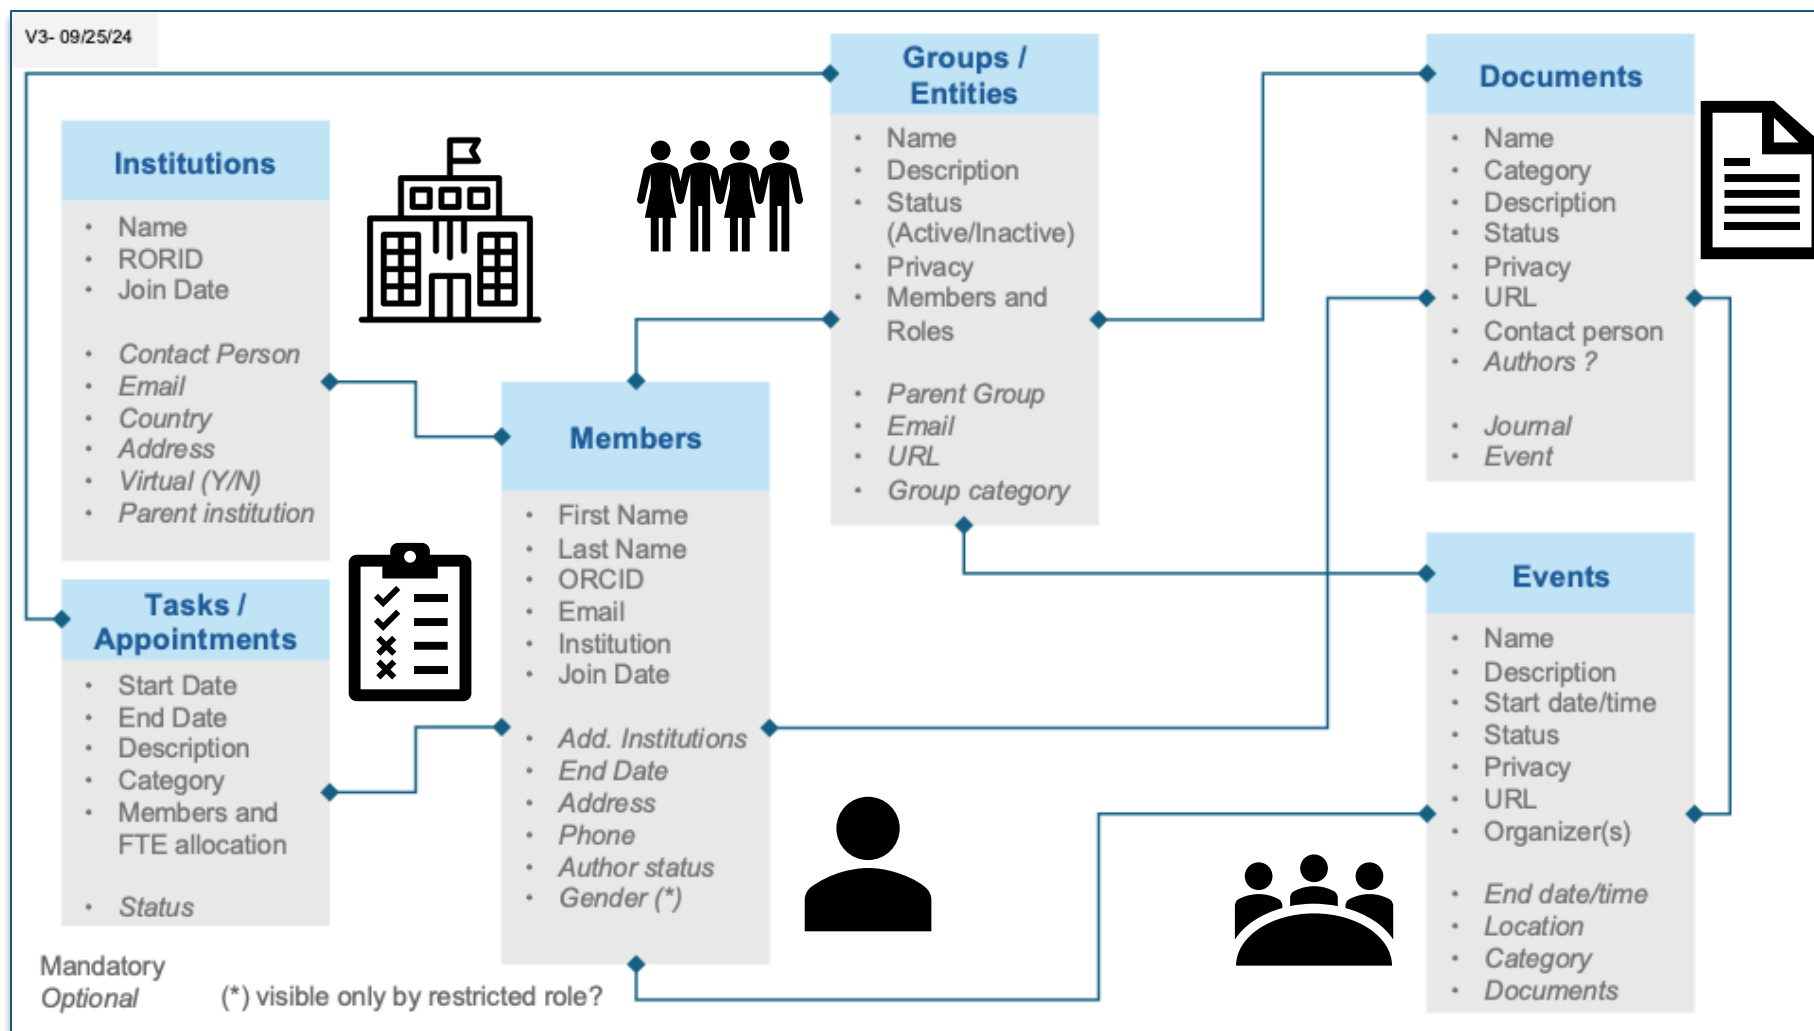 V3- 09/25/24
Institutions
Name
RORID
Join Date
Contact Person
Email
Country
Address
Virtual (Y/N)
Parent institution
Tasks /
Appointments
Start Date
End Date
Description
Category
Members and
FTE allocation
Status
Members
First Name
Last Name
ORCID
Email
Institution
Join Date
Add. Institutions
End Date
Address
Phone
Author status
Gender (*)
Groups /
Entities
Name
Description
Status
(Active/Inactive)
Privacy
Members and
Roles
Parent Group
Email
URL
Group category
Documents
Name
Category
Description
Status
Privacy
URL
Contact person
Authors ?
Journal
Event
Events
Name
Description
Start date/time
Status
Privacy
URL
Organizer(s)
End date/time
Location
Category
Documents
Mandatory
Optional
(*) visible only by restricted role?